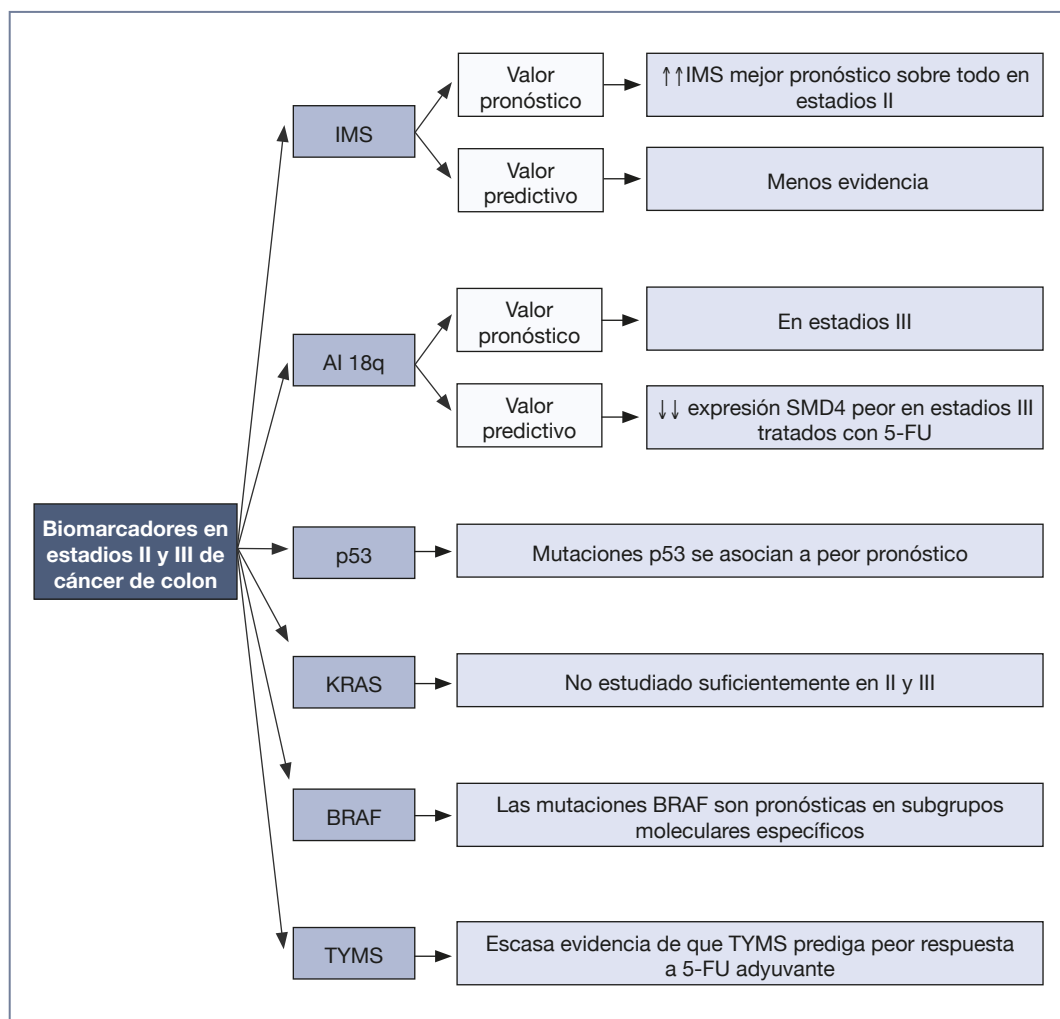 Biomarcadores en
estadios II y III de
cáncer de colon
IMS
Valor
pronóstico
↑↑IMS mejor pronóstico sobre todo en
estadios II
Valor
predictivo
Menos evidencia
AI 18q
Valor
pronóstico
En estadios III
Valor
predictivo
↓↓ expresión SMD4 peor en estadios III
tratados con 5-FU
p53
Mutaciones p53 se asocian a peor pronóstico
KRAS
No estudiado suficientemente en II y III
BRAF
Las mutaciones BRAF son pronósticas en subgrupos
moleculares específicos
TYMS
Escasa evidencia de que TYMS prediga peor respuesta
a 5-FU adyuvante